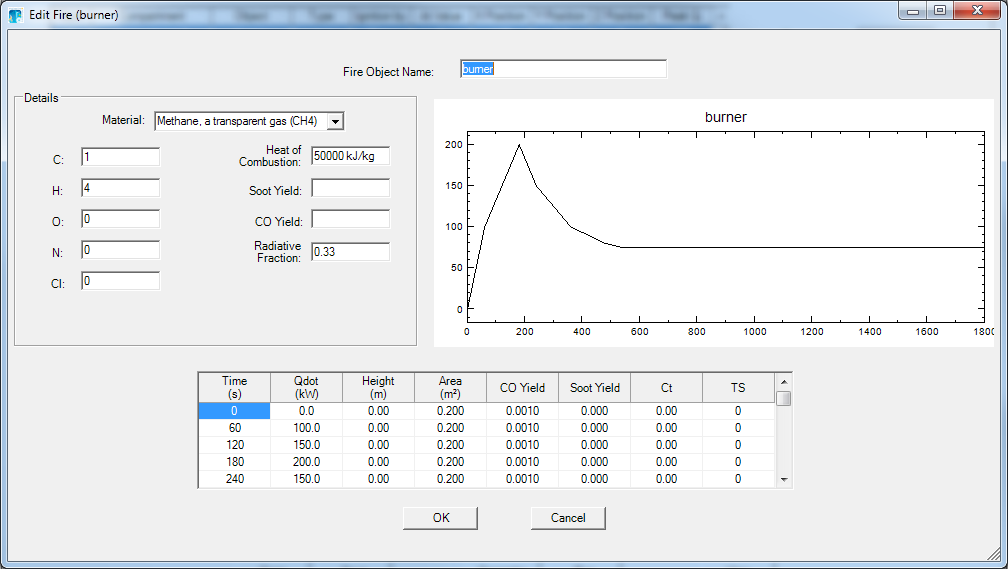 Edit Fire (burner)
Fire Object Name: burner
Details
Material: Methane, a transparent gas (CH4)
C: 1
H: 4
O: 0
N: 0
Cl: 0
Heat of
Combustion: 50000 kJ/kg
Soot Yield:
CO Yield:
Radiative
Fraction: 0.33
burner
200
150
100
50
0
0 200 400 600 800 1000 1200 1400 1600 1800
Time (s) Qdot (kW) Height (m) Area (m²) CO Yield Soot Yield Ct TS
0 0.0 0.00 0.200 0.0010 0.000 0.00 0
60 100.0 0.00 0.200 0.0010 0.000 0.00 0
120 150.0 0.00 0.200 0.0010 0.000 0.00 0
180 200.0 0.00 0.200 0.0010 0.000 0.00 0
240 150.0 0.00 0.200 0.0010 0.000 0.00 0
OK Cancel